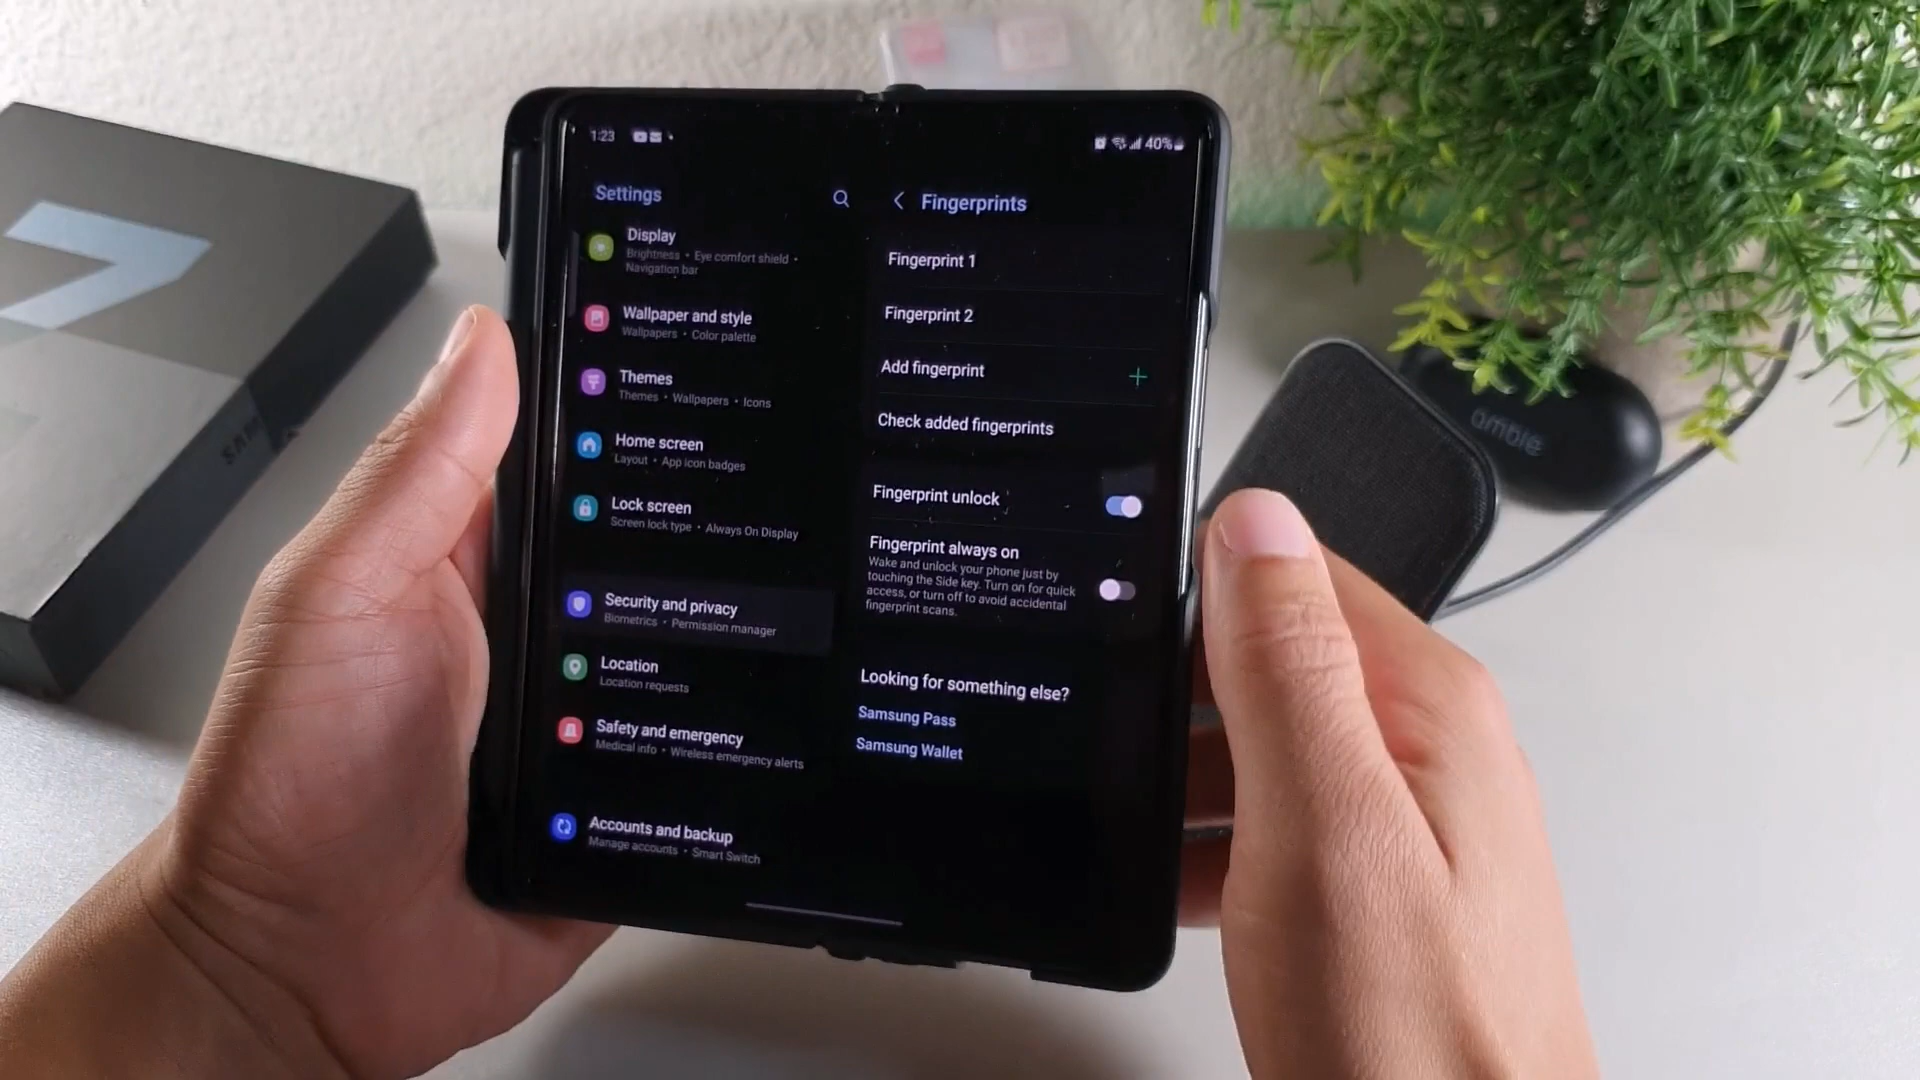 1:23
40%
Settings
Display
Brightness • Eye comfort shield •
Navigation bar
Wallpaper and style
Wallpapers • Color palette
Themes
Themes • Wallpapers • Icons
Home screen
Layout • App icon badges
Lock screen
Screen lock type • Always On Display
Security and privacy
Biometrics • Permission manager
Location
Location requests
Safety and emergency
Medical info • Wireless emergency alerts
Accounts and backup
Manage accounts • Smart Switch
Fingerprints
Fingerprint 1
Fingerprint 2
Add fingerprint
Check added fingerprints
Fingerprint unlock
Fingerprint always on
Wake and unlock your phone just by
touching the Side key. Turn on for quick
access, or turn off to avoid accidental
fingerprint scans.
Looking for something else?
Samsung Pass
Samsung Wallet
amble